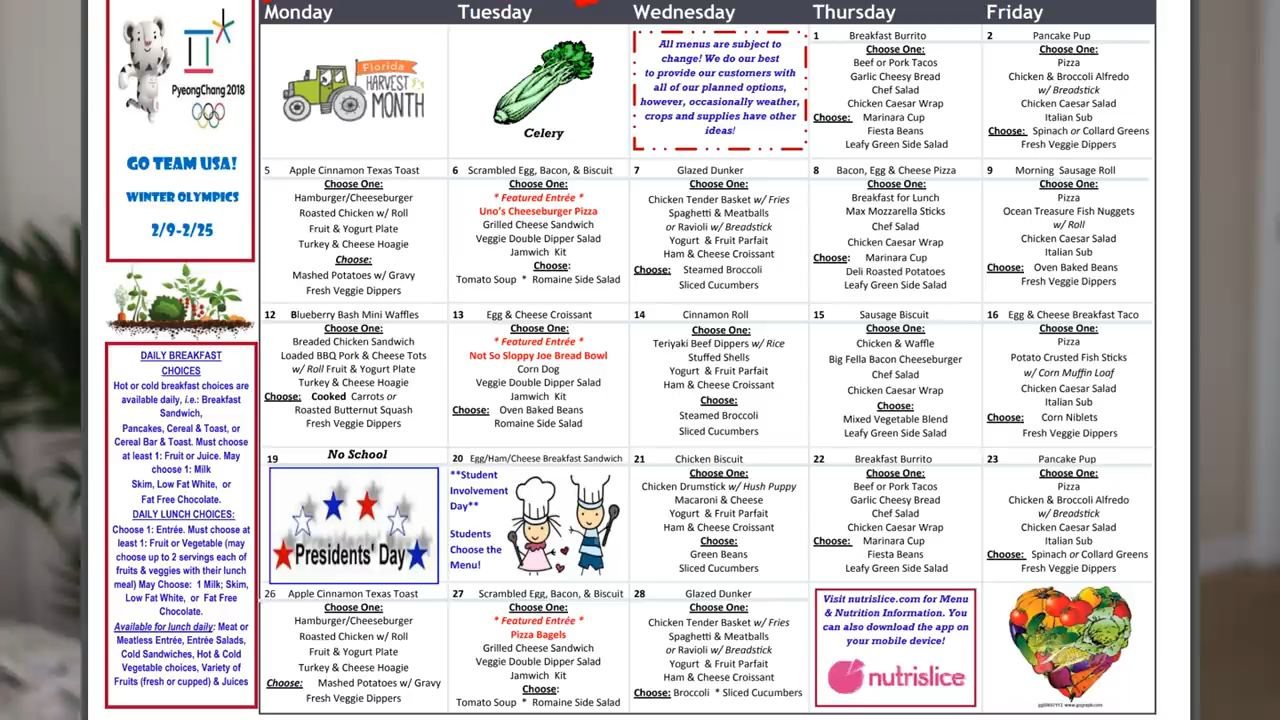 Monday
Tuesday
Wednesday
Thursday
Friday
PyeongChang 2018
GO TEAM USA!
WINTER OLYMPICS
2/9-2/25
DAILY BREAKFAST
CHOICES
Hot or cold breakfast choices are
available daily, i.e.: Breakfast
Sandwich,
Pancakes, Cereal & Toast, or
Cereal Bar & Toast. Must choose
at least 1: Fruit or Juice. May
choose 1: Milk
Skim, Low Fat White, or
Fat Free Chocolate.
DAILY LUNCH CHOICES:
Choose 1: Entrée. Must choose at
least 1: Fruit or Vegetable (may
choose up to 2 servings each of
fruits & veggies with their lunch
meal) May Choose: 1 Milk; Skim,
Low Fat White, or Fat Free
Chocolate.
Available for lunch daily: Meat or
Meatless Entrée, Entrée Salads,
Cold Sandwiches, Hot & Cold
Vegetable choices, Variety of
Fruits (fresh or cupped) & Juices
Florida
HARVEST
MONTH
Celery
All menus are subject to
change! We do our best
to provide our customers with
all of our planned options,
however, occasionally weather,
crops and supplies have other
ideas!
1 Breakfast Burrito
Choose One:
Beef or Pork Tacos
Garlic Cheesy Bread
Chef Salad
Chicken Caesar Wrap
Choose: Marinara Cup
Fiesta Beans
Leafy Green Side Salad
2 Pancake Pup
Choose One:
Pizza
Chicken & Broccoli Alfredo
w/ Breadstick
Chicken Caesar Salad
Italian Sub
Choose: Spinach or Collard Greens
Fresh Veggie Dippers
5 Apple Cinnamon Texas Toast
Choose One:
Hamburger/Cheeseburger
Roasted Chicken w/ Roll
Fruit & Yogurt Plate
Turkey & Cheese Hoagie
Choose:
Mashed Potatoes w/ Gravy
Fresh Veggie Dippers
6 Scrambled Egg, Bacon, & Biscuit
Choose One:
* Featured Entrée *
Uno's Cheeseburger Pizza
Grilled Cheese Sandwich
Veggie Double Dipper Salad
Jamwich Kit
Choose:
Tomato Soup * Romaine Side Salad
7 Glazed Dunker
Choose One:
Chicken Tender Basket w/ Fries
Spaghetti & Meatballs
or Ravioli w/ Breadstick
Yogurt & Fruit Parfait
Ham & Cheese Croissant
Choose: Steamed Broccoli
Sliced Cucumbers
8 Bacon, Egg & Cheese Pizza
Choose One:
Breakfast for Lunch
Max Mozzarella Sticks
Chef Salad
Chicken Caesar Wrap
Choose: Marinara Cup
Deli Roasted Potatoes
Leafy Green Side Salad
9 Morning Sausage Roll
Choose One:
Pizza
Ocean Treasure Fish Nuggets
w/ Roll
Chicken Caesar Salad
Italian Sub
Choose: Oven Baked Beans
Fresh Veggie Dippers
12 Blueberry Bash Mini Waffles
Choose One:
Breaded Chicken Sandwich
Loaded BBQ Pork & Cheese Tots
w/ Roll Fruit & Yogurt Plate
Turkey & Cheese Hoagie
Choose: Cooked Carrots or
Roasted Butternut Squash
Fresh Veggie Dippers
13 Egg & Cheese Croissant
Choose One:
* Featured Entrée *
Not So Sloppy Joe Bread Bowl
Corn Dog
Veggie Double Dipper Salad
Jamwich Kit
Choose: Oven Baked Beans
Romaine Side Salad
14 Cinnamon Roll
Choose One:
Teriyaki Beef Dippers w/ Rice
Stuffed Shells
Yogurt & Fruit Parfait
Ham & Cheese Croissant
Choose:
Steamed Broccoli
Sliced Cucumbers
15 Sausage Biscuit
Choose One:
Chicken & Waffle
Big Fella Bacon Cheeseburger
Chef Salad
Chicken Caesar Wrap
Choose:
Mixed Vegetable Blend
Leafy Green Side Salad
16 Egg & Cheese Breakfast Taco
Choose One:
Pizza
Potato Crusted Fish Sticks
w/ Corn Muffin Loaf
Chicken Caesar Salad
Italian Sub
Choose: Corn Niblets
Fresh Veggie Dippers
19 No School
Presidents' Day
20 Egg/Ham/Cheese Breakfast Sandwich
**Student
Involvement
Day**
Students
Choose the
Menu!
21 Chicken Biscuit
Choose One:
Chicken Drumstick w/ Hush Puppy
Macaroni & Cheese
Yogurt & Fruit Parfait
Ham & Cheese Croissant
Choose:
Green Beans
Sliced Cucumbers
22 Breakfast Burrito
Choose One:
Beef or Pork Tacos
Garlic Cheesy Bread
Chef Salad
Chicken Caesar Wrap
Choose: Marinara Cup
Fiesta Beans
Leafy Green Side Salad
23 Pancake Pup
Choose One:
Pizza
Chicken & Broccoli Alfredo
w/ Breadstick
Chicken Caesar Salad
Italian Sub
Choose: Spinach or Collard Greens
Fresh Veggie Dippers
26 Apple Cinnamon Texas Toast
Choose One:
Hamburger/Cheeseburger
Roasted Chicken w/ Roll
Fruit & Yogurt Plate
Turkey & Cheese Hoagie
Choose: Mashed Potatoes w/ Gravy
Fresh Veggie Dippers
27 Scrambled Egg, Bacon, & Biscuit
Choose One:
* Featured Entrée *
Pizza Bagels
Grilled Cheese Sandwich
Veggie Double Dipper Salad
Jamwich Kit
Choose:
Tomato Soup * Romaine Side Salad
28 Glazed Dunker
Choose One:
Chicken Tender Basket w/ Fries
Spaghetti & Meatballs
or Ravioli w/ Breadstick
Yogurt & Fruit Parfait
Ham & Cheese Croissant
Choose: Broccoli * Sliced Cucumbers
Visit nutrislice.com for Menu
& Nutrition Information. You
can also download the app on
your mobile device!
nutrislice